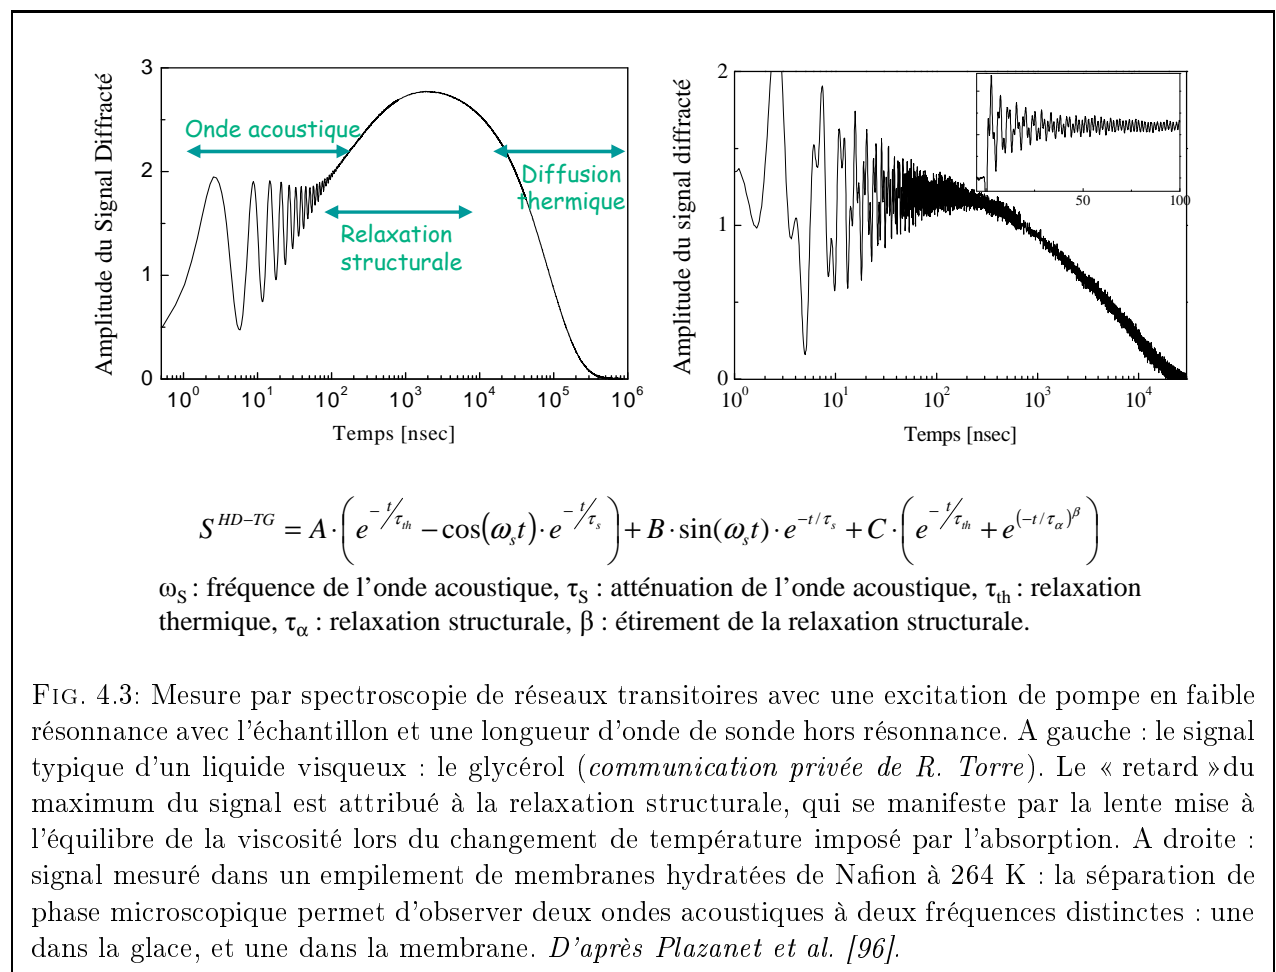 3
2
1
0
Amplitude du Signal Diffracté
Onde acoustique
Diffusion
thermique
Relaxation
structurale
10^0 10^1 10^2 10^3 10^4 10^5 10^6
Temps [nsec]
2
1
0
Amplitude du signal diffracté
50 100
10^0 10^1 10^2 10^3 10^4
Temps [nsec]
S^{HD-TG} = A · (e^{-t/τ_{th}} - cos(ω_s t) · e^{-t/τ_s}) + B · sin(ω_s t) · e^{-t/τ_s} + C · (e^{-t/τ_{th}} + e^{(-t/τ_α)^β})
ω_S : fréquence de l'onde acoustique, τ_S : atténuation de l'onde acoustique, τ_th : relaxation
thermique, τ_α : relaxation structurale, β : étirement de la relaxation structurale.
FIG. 4.3: Mesure par spectroscopie de réseaux transitoires avec une excitation de pompe en faible
résonnance avec l'échantillon et une longueur d'onde de sonde hors résonnance. A gauche : le signal
typique d'un liquide visqueux : le glycérol (communication privée de R. Torre). Le « retard »du
maximum du signal est attribué à la relaxation structurale, qui se manifeste par la lente mise à
l'équilibre de la viscosité lors du changement de température imposé par l'absorption. A droite :
signal mesuré dans un empilement de membranes hydratées de Nafion à 264 K : la séparation de
phase microscopique permet d'observer deux ondes acoustiques à deux fréquences distinctes : une
dans la glace, et une dans la membrane. D'après Plazanet et al. [96].